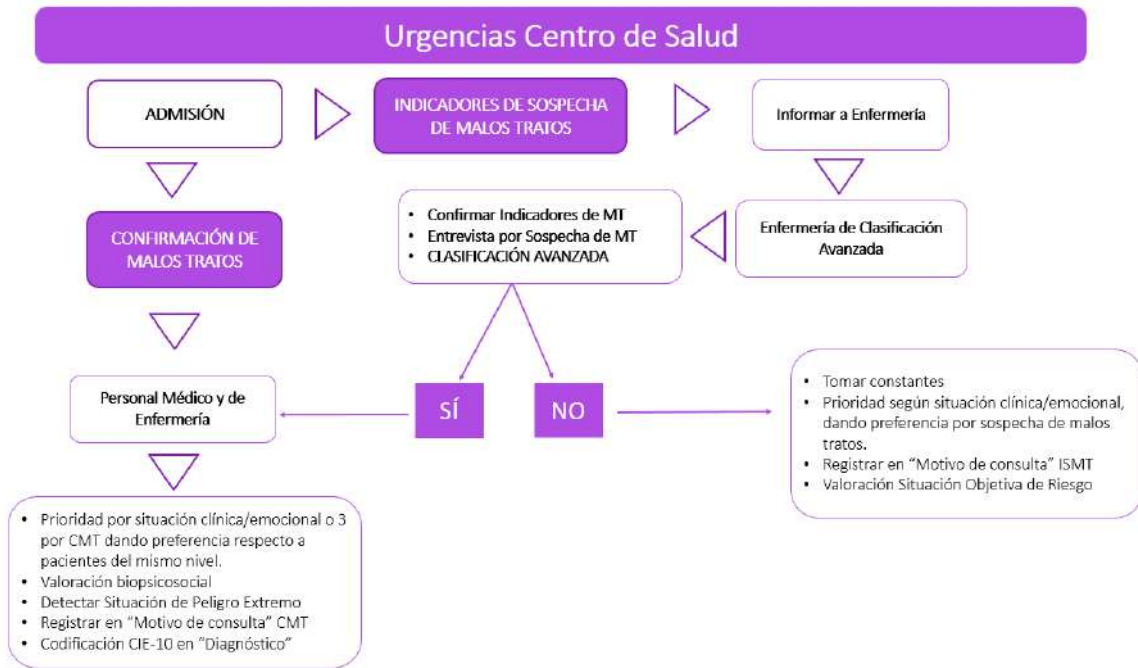 Urgencias Centro de Salud
ADMISIÓN
INDICADORES DE SOSPECHA
DE MALOS TRATOS
Informar a Enfermería
CONFIRMACIÓN DE
MALOS TRATOS
• Confirmar Indicadores de MT
• Entrevista por Sospecha de MT
• CLASIFICACIÓN AVANZADA
Enfermería de Clasificación
Avanzada
Personal Médico y de
Enfermería
SÍ
NO
• Tomar constantes
• Prioridad según situación clínica/emocional,
dando preferencia por sospecha de malos
tratos.
• Registrar en “Motivo de consulta” ISMT
• Valoración Situación Objetiva de Riesgo
• Prioridad por situación clínica/emocional o 3
por CMT dando preferencia respecto a
pacientes del mismo nivel.
• Valoración biopsicosocial
• Detectar Situación de Peligro Extremo
• Registrar en “Motivo de consulta” CMT
• Codificación CIE-10 en “Diagnóstico”